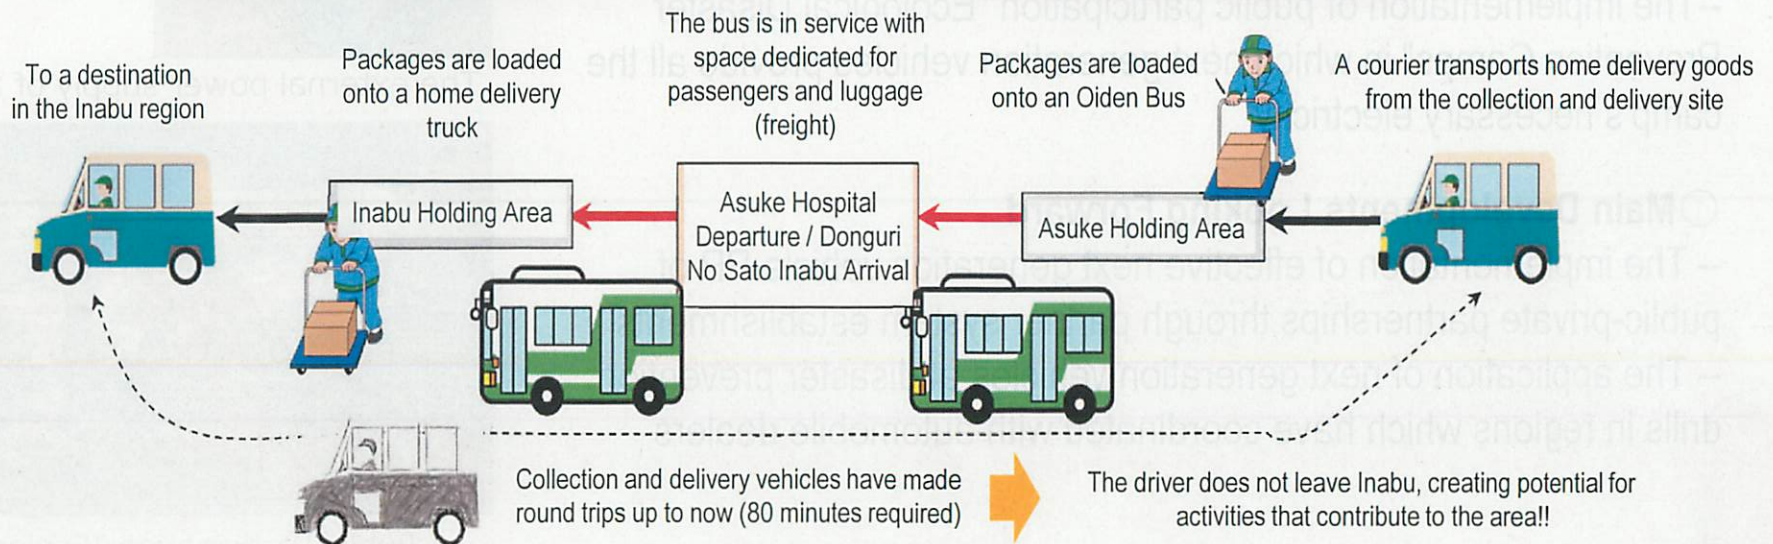 To a destination
in the Inabu region
Packages are loaded
onto a home delivery
truck
The bus is in service with
space dedicated for
passengers and luggage
(freight)
Packages are loaded
onto an Oiden Bus
A courier transports home delivery goods
from the collection and delivery site
Inabu Holding Area
Asuke Hospital
Departure / Donguri
No Sato Inabu Arrival
Asuke Holding Area
Collection and delivery vehicles have made
round trips up to now (80 minutes required)
The driver does not leave Inabu, creating potential for
activities that contribute to the area!!